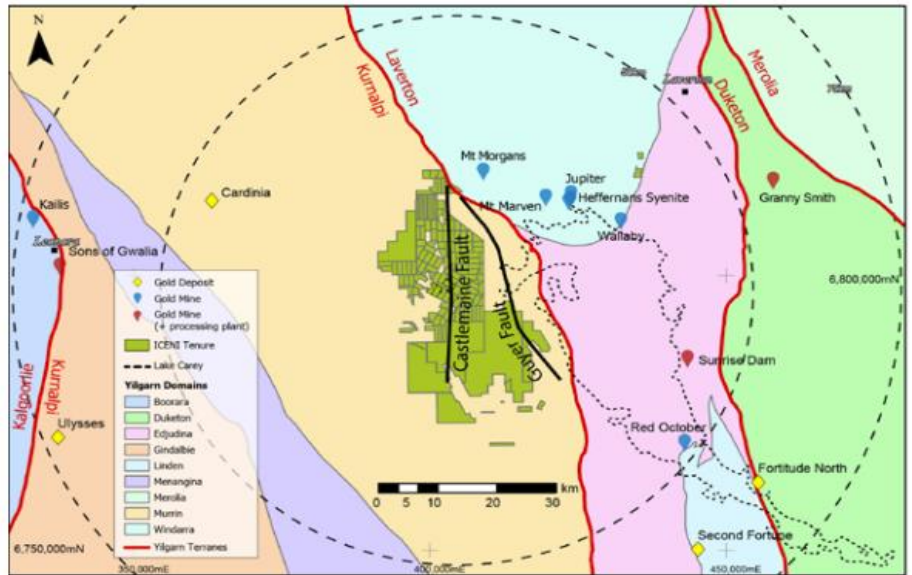 N
Laverton
Kurnalpi
50km
Laverton
Duketon
Merolia
Mt Morgans
Jupiter
Mt Marven
Heffernans Syenite
Wallaby
Granny Smith
Cardinia
Kailis
Leonora
Sons of Gwalia
Castlemaine Fault
Guyer Fault
6,800,000mN
Gold Deposit
Gold Mine
Gold Mine
(+ processing plant)
ICENI Tenure
Lake Carey
Yilgarn Domains
Boorara
Duketon
Edjudina
Gindalbie
Linden
Menangina
Merolia
Murrin
Windarra
Yilgarn Terranes
Kalgoorlie
Kurnalpi
Ulysses
Sunrise Dam
Red October
Fortitude North
Second Fortune
km
0 5 10 20 30
6,750,000mN
350,000mE
400,000mE
450,000mE